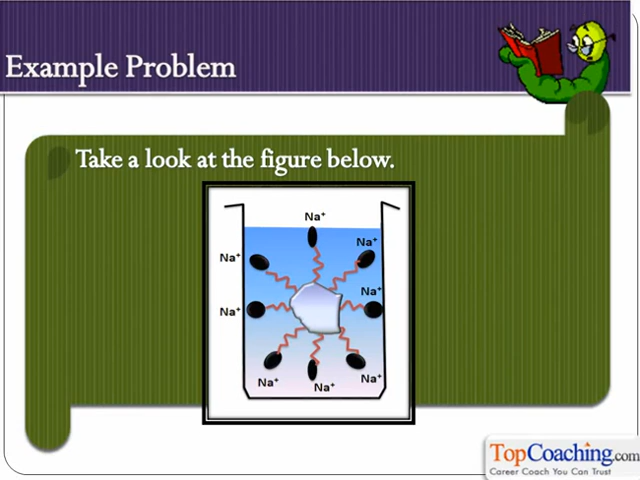 Example Problem
Take a look at the figure below.
Na⁺
Na⁺
Na⁺
Na⁺
Na⁺
Na⁺
Na⁺
Na⁺
TopCoaching.com
Career Coach You Can Trust